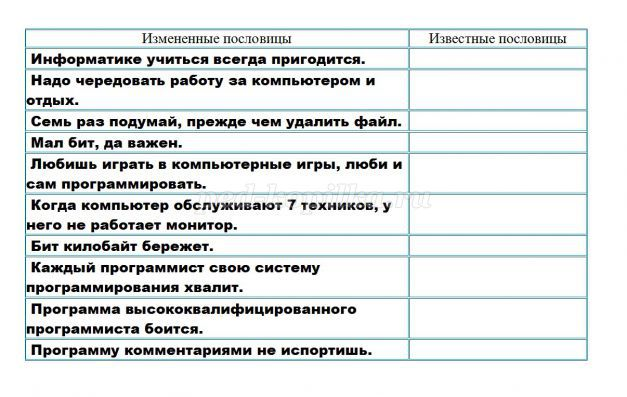 Измененные пословицы Известные пословицы
Информатике учиться всегда пригодится.
Надо чередовать работу за компьютером и
отдых.
Семь раз подумай, прежде чем удалить файл.
Мал бит, да важен.
Любишь играть в компьютерные игры, люби и
сам программировать.
Когда компьютер обслуживают 7 техников, у
него не работает монитор.
Бит килобайт бережет.
Каждый программист свою систему
программирования хвалит.
Программа высококвалифицированного
программиста боится.
Программу комментариями не испортишь.
ped-kopilka.ru